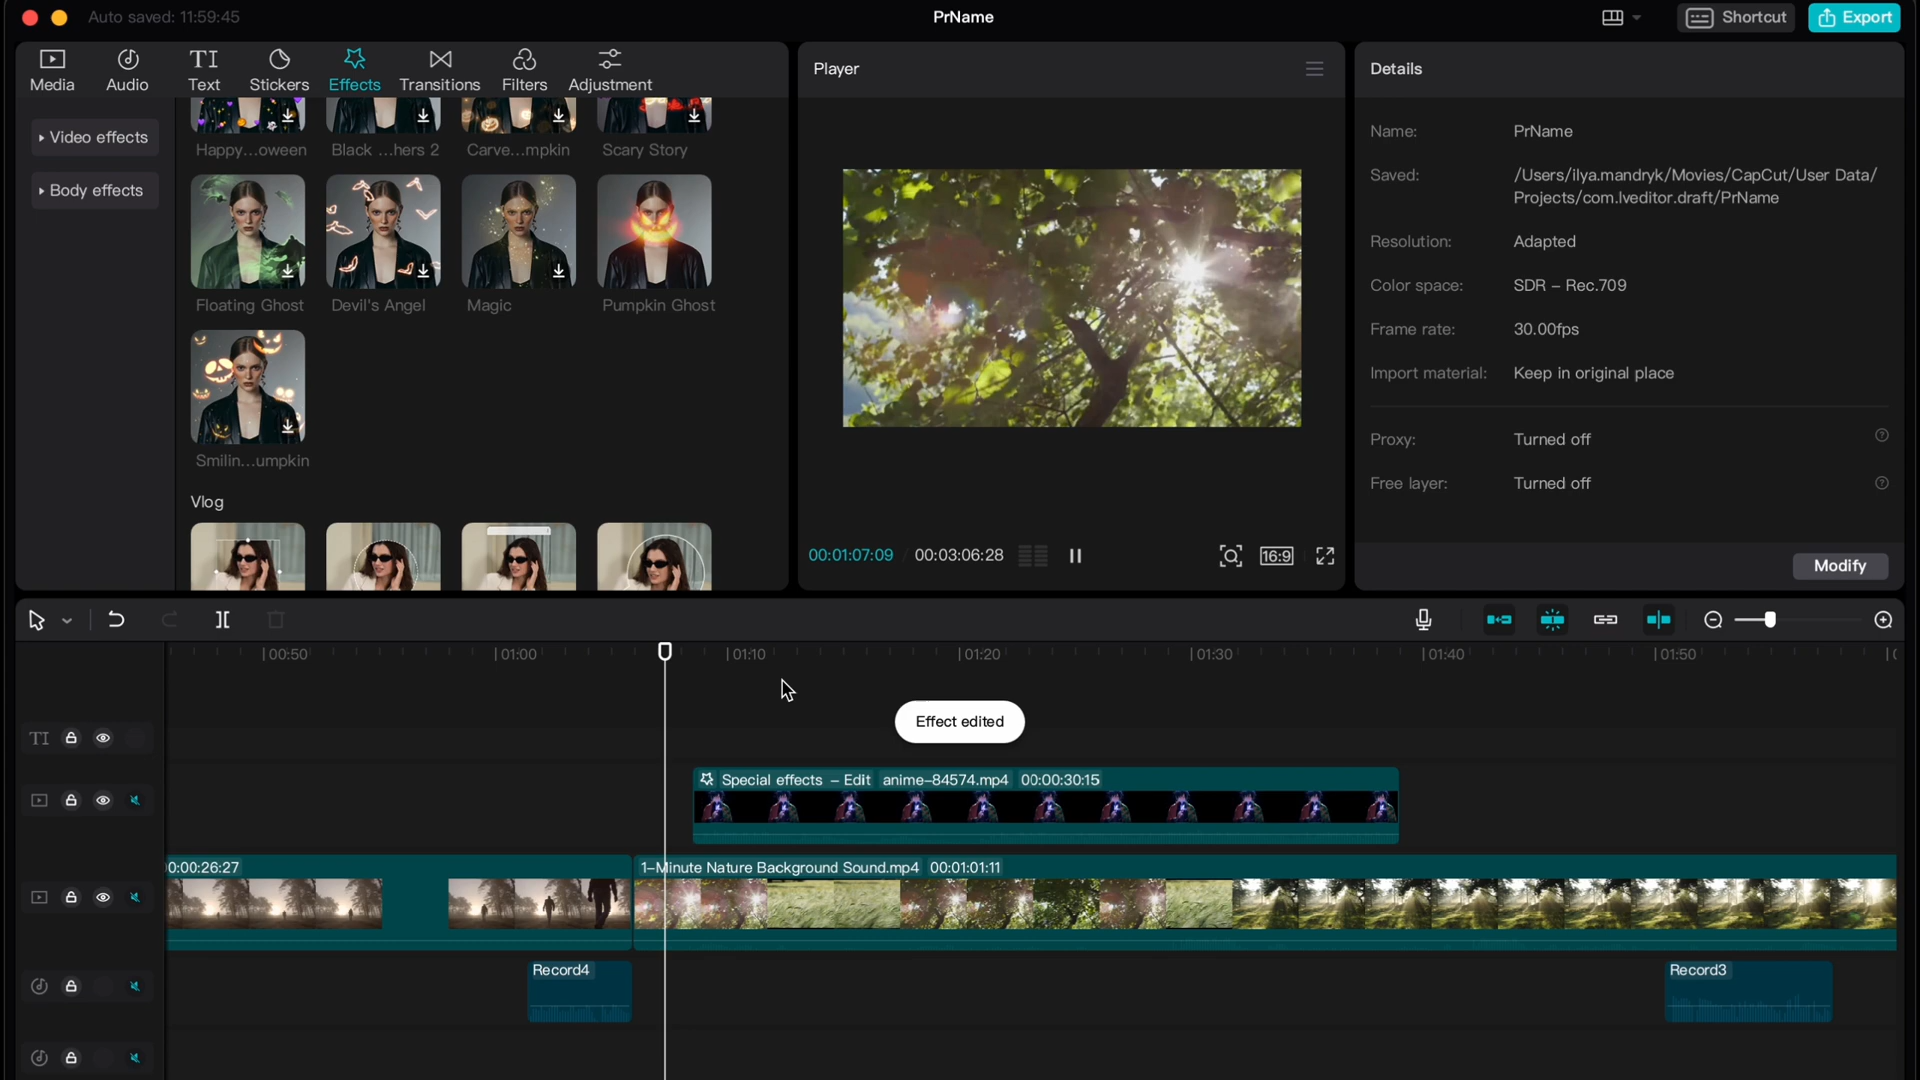 Auto saved: 11:59:45
PrName
Shortcut
Export
Media
Audio
Text
Stickers
Effects
Transitions
Filters
Adjustment
Video effects
Body effects
Happy...oween
Black ...hers 2
Carve...mpkin
Scary Story
Floating Ghost
Devil's Angel
Magic
Pumpkin Ghost
Smilin...umpkin
Vlog
Player
00:01:07:09 / 00:03:06:28
16:9
Details
Name: PrName
Saved: /Users/ilya.mandryk/Movies/CapCut/User Data/
Projects/com.lveditor.draft/PrName
Resolution: Adapted
Color space: SDR – Rec.709
Frame rate: 30.00fps
Import material: Keep in original place
Proxy: Turned off
Free layer: Turned off
Modify
00:50
01:00
01:10
01:20
01:30
01:40
01:50
TI
Effect edited
Special effects – Edit anime-84574.mp4 00:00:30:15
0:00:26:27
1-Minute Nature Background Sound.mp4 00:01:01:11
Record4
Record3